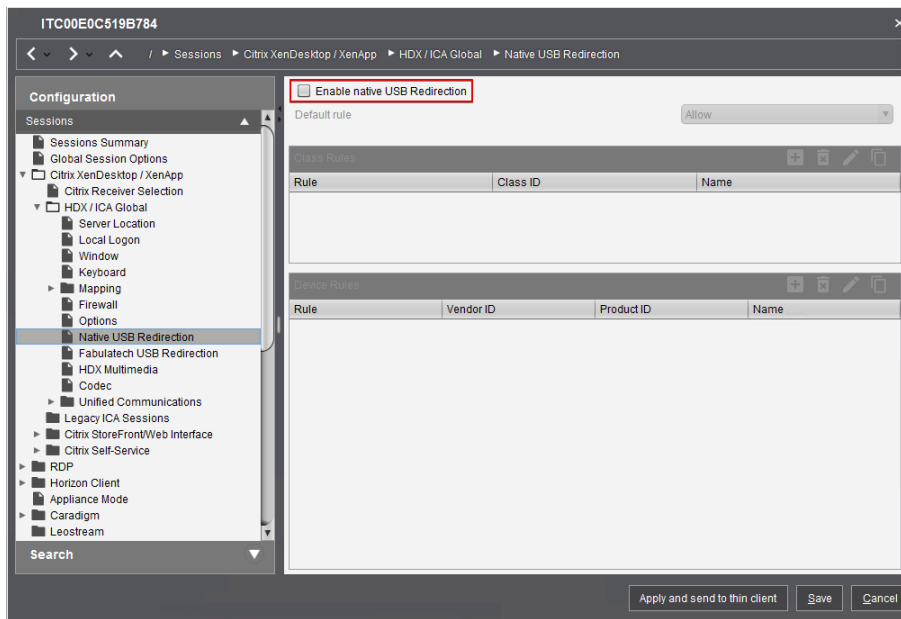 ITC00E0C519B784
/ Sessions Citrix XenDesktop / XenApp HDX / ICA Global Native USB Redirection
Configuration
Sessions
Sessions Summary
Global Session Options
Citrix XenDesktop / XenApp
Citrix Receiver Selection
HDX / ICA Global
Server Location
Local Logon
Window
Keyboard
Mapping
Firewall
Options
Native USB Redirection
Fabulatech USB Redirection
HDX Multimedia
Codec
Unified Communications
Legacy ICA Sessions
Citrix StoreFront/Web Interface
Citrix Self-Service
RDP
Horizon Client
Appliance Mode
Caradigm
Leostream
Search
Enable native USB Redirection
Default rule Allow
Class Rules
Rule Class ID Name
Device Rules
Rule Vendor ID Product ID Name
Apply and send to thin client Save Cancel